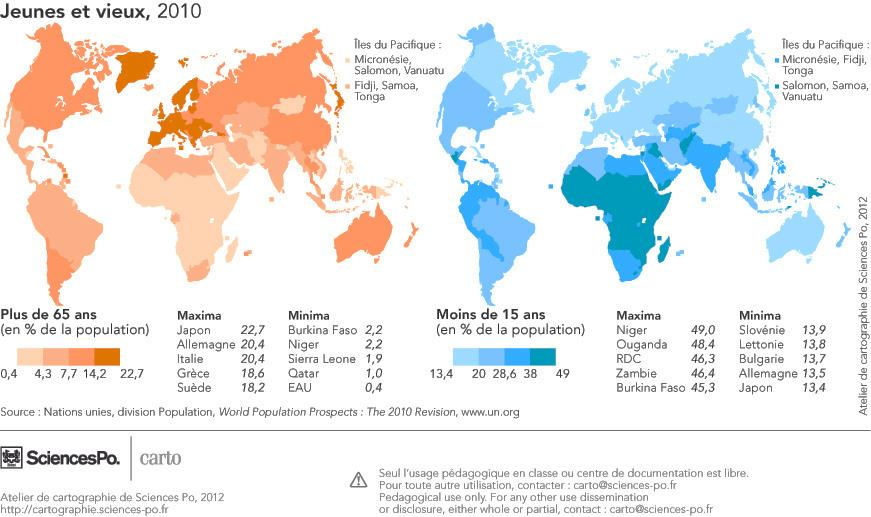 Jeunes et vieux, 2010
Îles du Pacifique :
Micronésie,
Salomon, Vanuatu
Fidji, Samoa,
Tonga
Îles du Pacifique :
Micronésie, Fidji,
Tonga
Salomon, Samoa,
Vanuatu
Plus de 65 ans
(en % de la population)
0,4 4,3 7,7 14,2 22,7
Maxima
Japon 22,7
Allemagne 20,4
Italie 20,4
Grèce 18,6
Suède 18,2
Minima
Burkina Faso 2,2
Niger 2,2
Sierra Leone 1,9
Qatar 1,0
EAU 0,4
Moins de 15 ans
(en % de la population)
13,4 20 28,6 38 49
Maxima
Niger 49,0
Ouganda 48,4
RDC 46,3
Zambie 46,4
Burkina Faso 45,3
Minima
Slovénie 13,9
Lettonie 13,8
Bulgarie 13,7
Allemagne 13,5
Japon 13,4
Atelier de cartographie de Sciences Po, 2012
Source : Nations unies, division Population, World Population Prospects : The 2010 Revision, www.un.org
SciencesPo. carto
Atelier de cartographie de Sciences Po, 2012
http://cartographie.sciences-po.fr
Seul l'usage pédagogique en classe ou centre de documentation est libre.
Pour toute autre utilisation, contacter : carto@sciences-po.fr
Pedagogical use only. For any other use dissemination
or disclosure, either whole or partial, contact : carto@sciences-po.fr